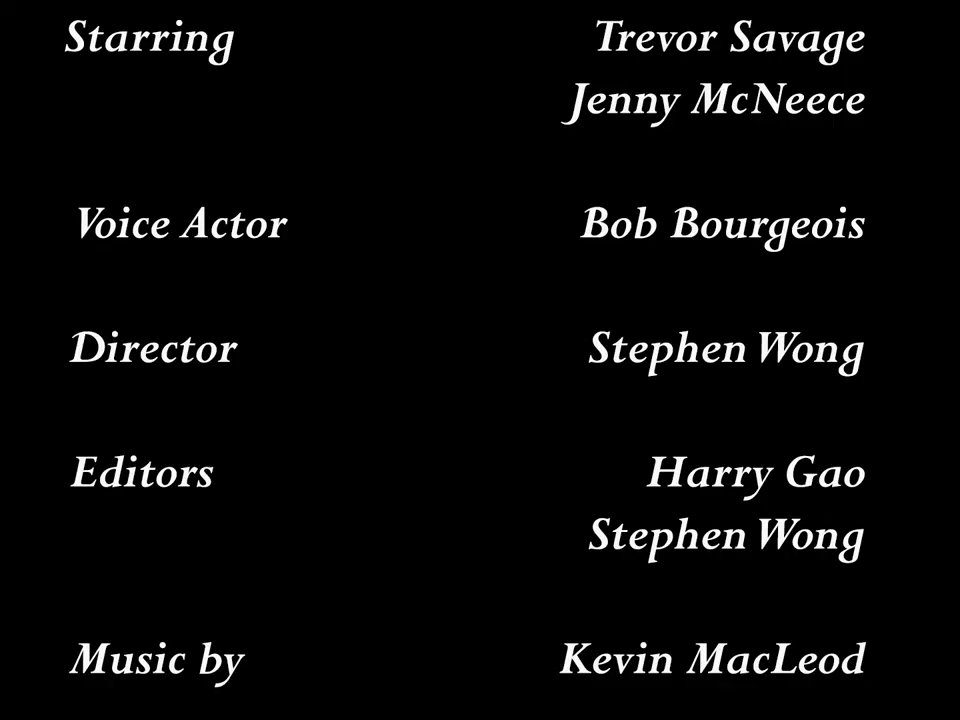 Starring Trevor Savage
Jenny McNeece
Voice Actor Bob Bourgeois
Director Stephen Wong
Editors Harry Gao
Stephen Wong
Music by Kevin MacLeod